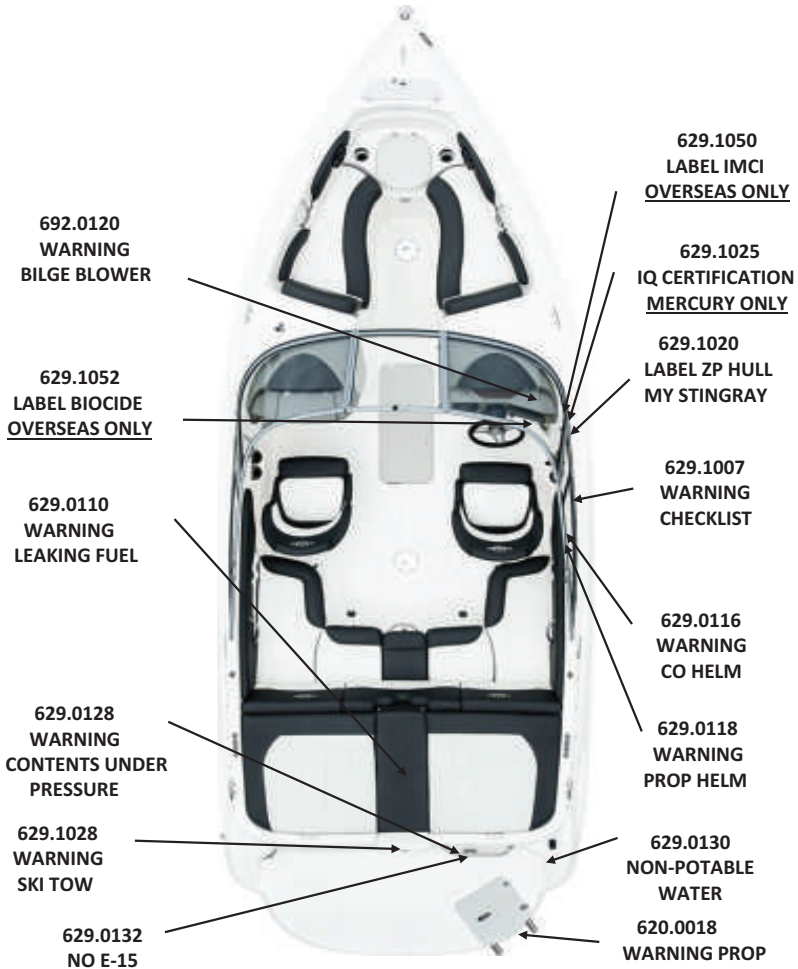 692.0120
WARNING
BILGE BLOWER
629.1052
LABEL BIOCIDE
OVERSEAS ONLY
629.0110
WARNING
LEAKING FUEL
629.0128
WARNING
CONTENTS UNDER
PRESSURE
629.1028
WARNING
SKI TOW
629.0132
NO E-15
629.1050
LABEL IMCI
OVERSEAS ONLY
629.1025
IQ CERTIFICATION
MERCURY ONLY
629.1020
LABEL ZP HULL
MY STINGRAY
629.1007
WARNING
CHECKLIST
629.0116
WARNING
CO HELM
629.0118
WARNING
PROP HELM
629.0130
NON-POTABLE
WATER
620.0018
WARNING PROP